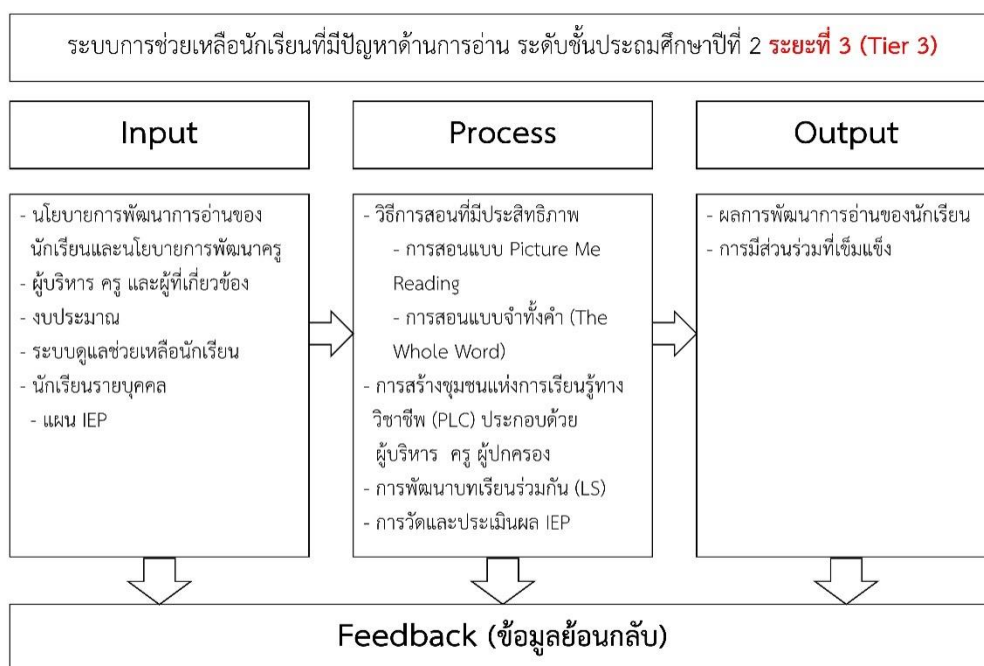 ระบบการช่วยเหลือนักเรียนที่มีปัญหาด้านการอ่าน ระดับชั้นประถมศึกษาปีที่ 2 ระยะที่ 3 (Tier 3)
Input
- นโยบายการพัฒนาการอ่านของ
นักเรียนและนโยบายการพัฒนาครู
- ผู้บริหาร ครู และผู้ที่เกี่ยวข้อง
- งบประมาณ
- ระบบดูแลช่วยเหลือนักเรียน
- นักเรียนรายบุคคล
- แผน IEP
Process
- วิธีการสอนที่มีประสิทธิภาพ
- การสอนแบบ Picture Me
Reading
- การสอนแบบจำทั้งคำ (The
Whole Word)
- การสร้างชุมชนแห่งการเรียนรู้ทาง
วิชาชีพ (PLC) ประกอบด้วย
ผู้บริหาร ครู ผู้ปกครอง
- การพัฒนาบทเรียนร่วมกัน (LS)
- การวัดและประเมินผล IEP
Output
- ผลการพัฒนาการอ่านของนักเรียน
- การมีส่วนร่วมที่เข็มแข็ง
Feedback (ข้อมูลย้อนกลับ)